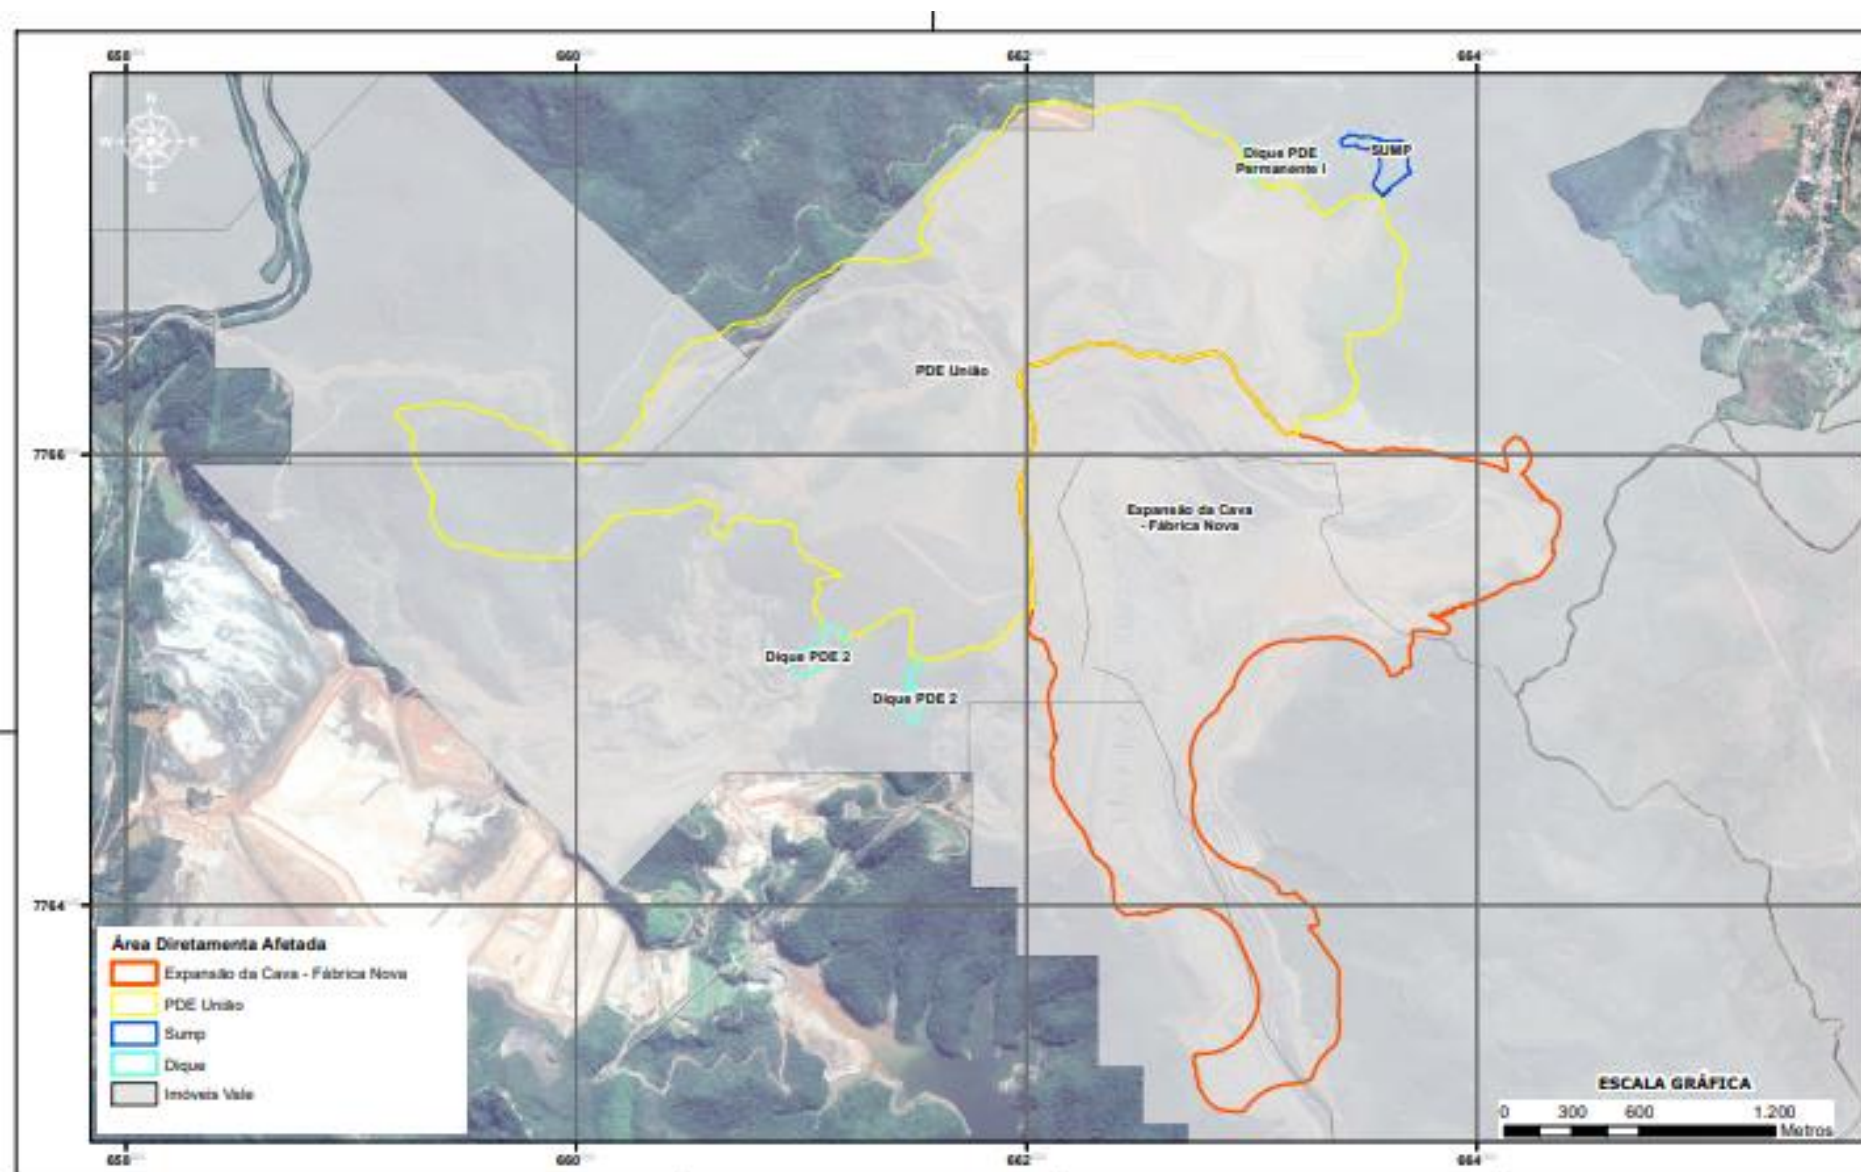 658
660
662
664
N
W
E
S
Dique PDE
Permanente I
SUMP
PDE União
7766
Expansão da Cava
- Fábrica Nova
Dique PDE 2
Dique PDE 2
7764
Área Diretamenta Afetada
Expansão da Cava - Fábrica Nova
PDE União
Sump
Dique
Imóveis Vale
ESCALA GRÁFICA
0 300 600 1.200
Metros
658
660
662
664